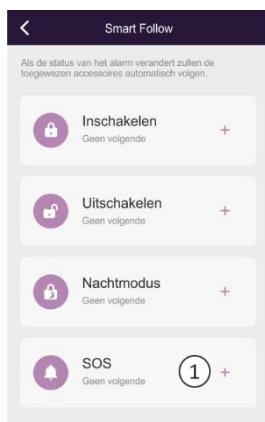 Smart Follow
Als de status van het alarm verandert zullen de
toegewezen accessoires automatisch volgen.
Inschakelen
Geen volgende
+
Uitschakelen
Geen volgende
+
Nachtmodus
Geen volgende
+
SOS
Geen volgende
1
+